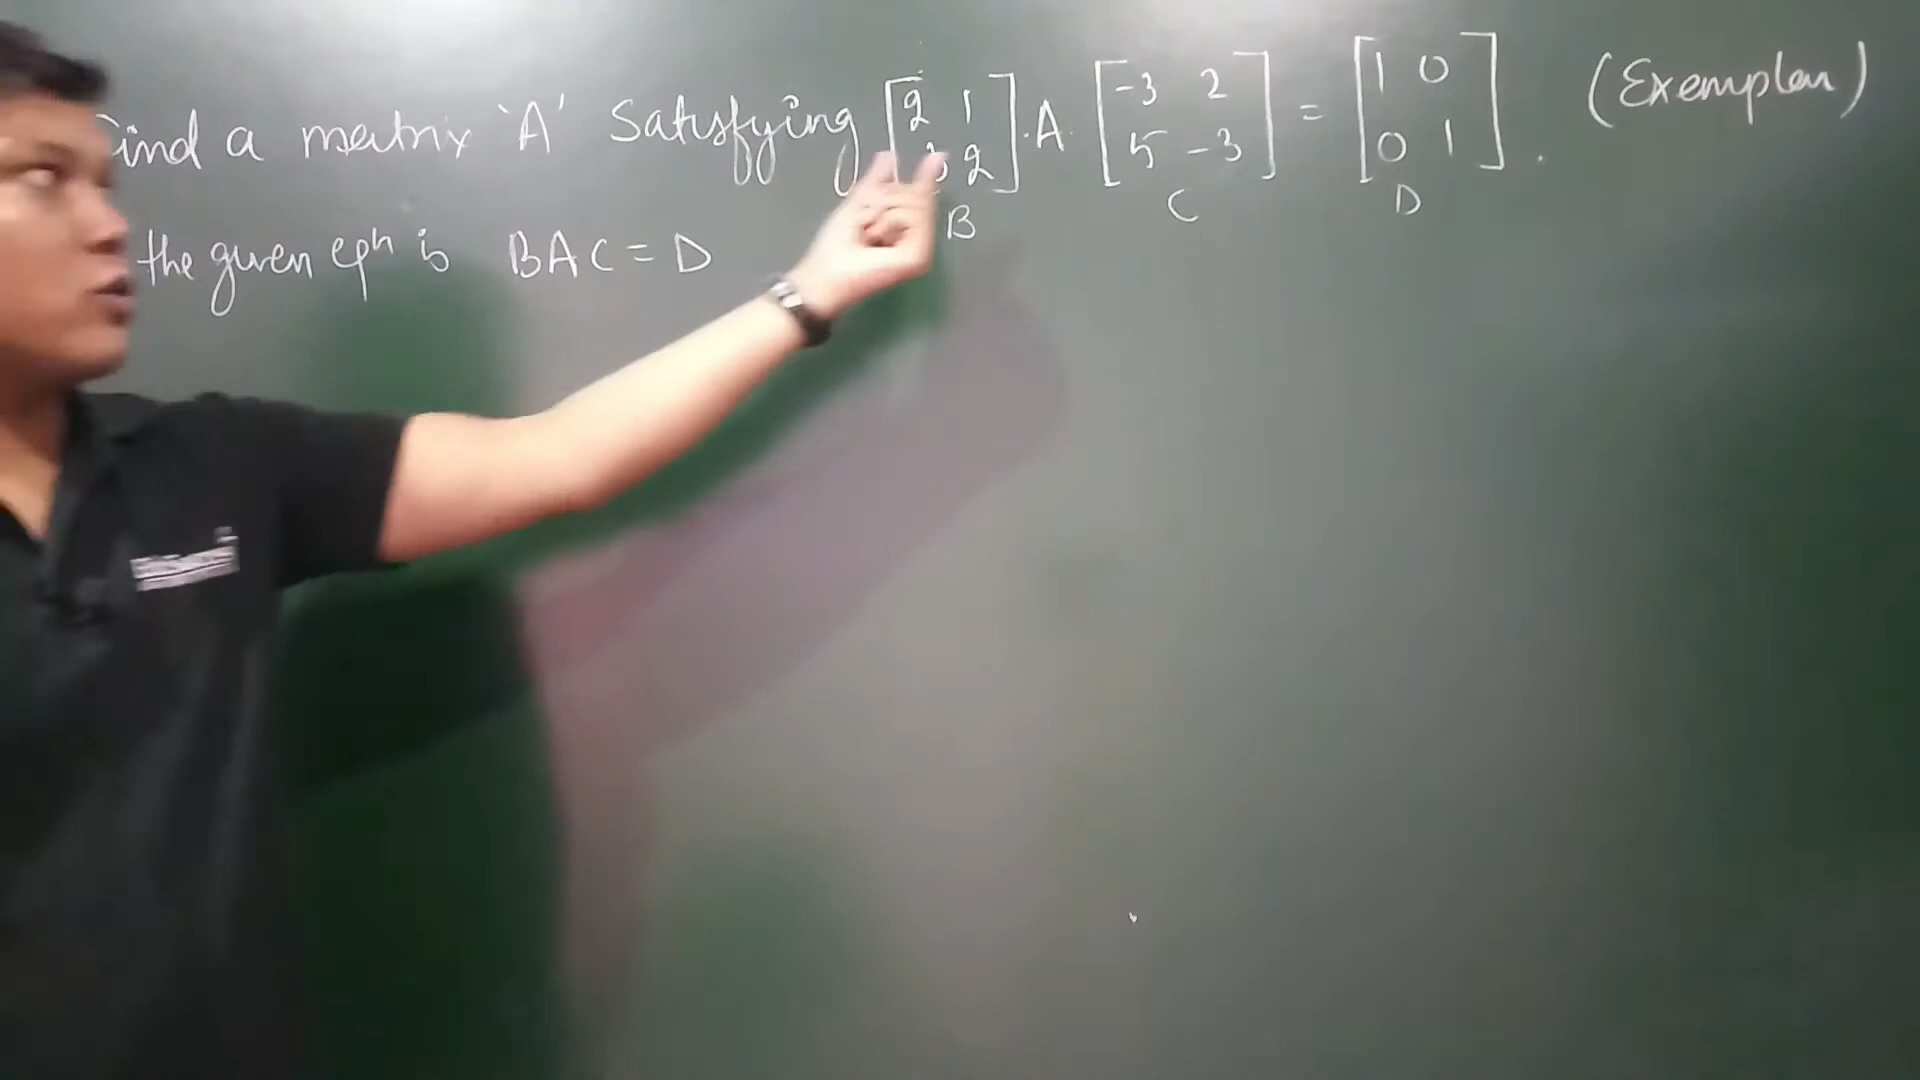 ind a matrix 'A' Satisfying [2 1 3 2] . A . [-3 2 5 -3] = [1 0 0 1] . (Exemplar)
B C D
the given eqn is BAC = D